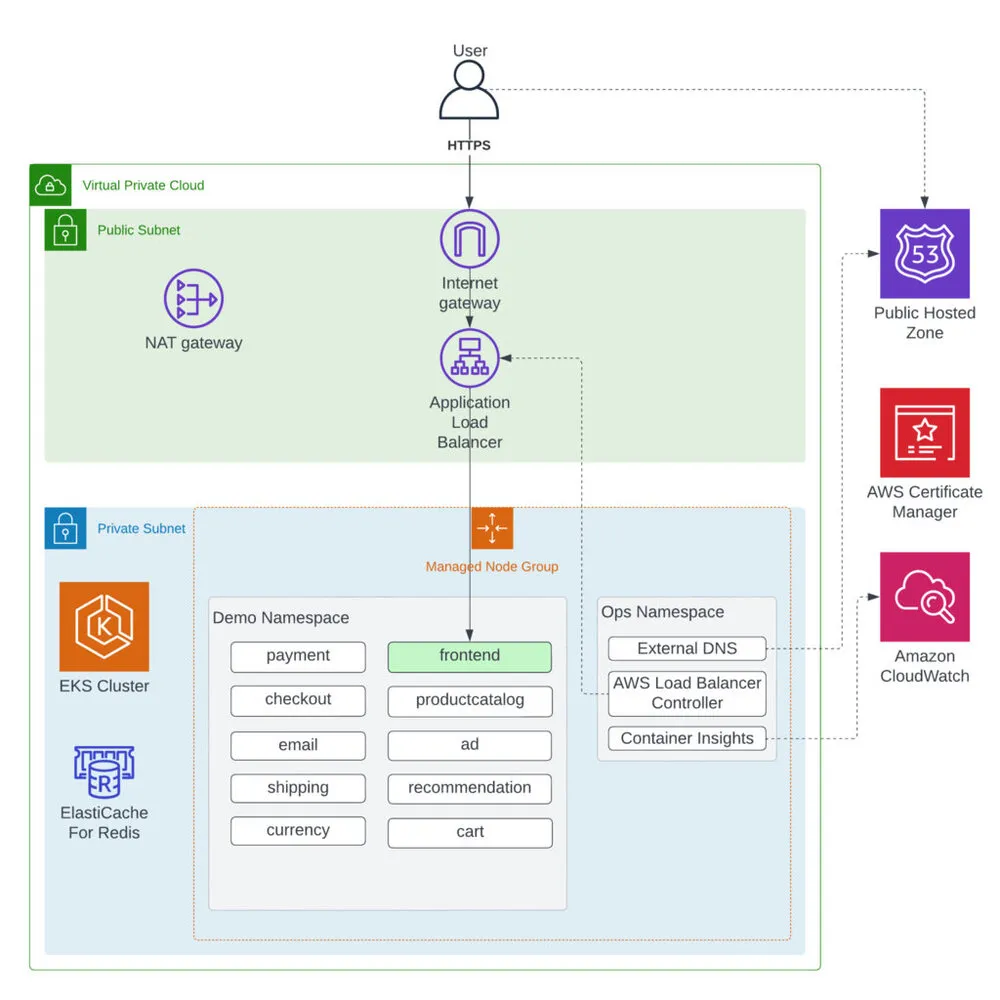 User
HTTPS
Virtual Private Cloud
Public Subnet
Internet
gateway
NAT gateway
Application
Load
Balancer
53
Public Hosted
Zone
AWS Certificate
Manager
Amazon
CloudWatch
Private Subnet
Managed Node Group
K
EKS Cluster
R
ElastiCache
For Redis
Demo Namespace
payment
frontend
checkout
productcatalog
email
ad
shipping
recommendation
currency
cart
Ops Namespace
External DNS
AWS Load Balancer
Controller
Container Insights